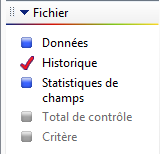 Fichier
Données
Historique
Statistiques de
champs
Total de contrôle
Critère